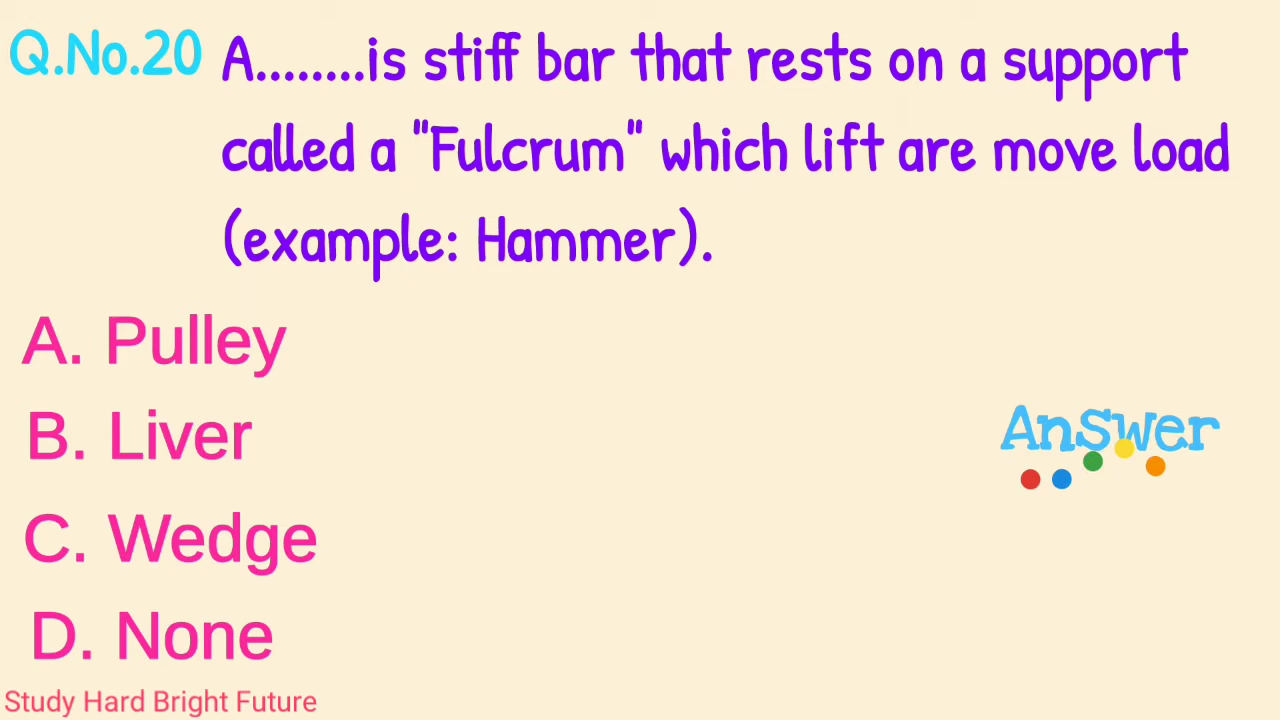 Q.No.20 A........is stiff bar that rests on a support
called a "Fulcrum" which lift are move load
(example: Hammer).
A. Pulley
B. Liver
Answer
C. Wedge
D. None
Study Hard Bright Future